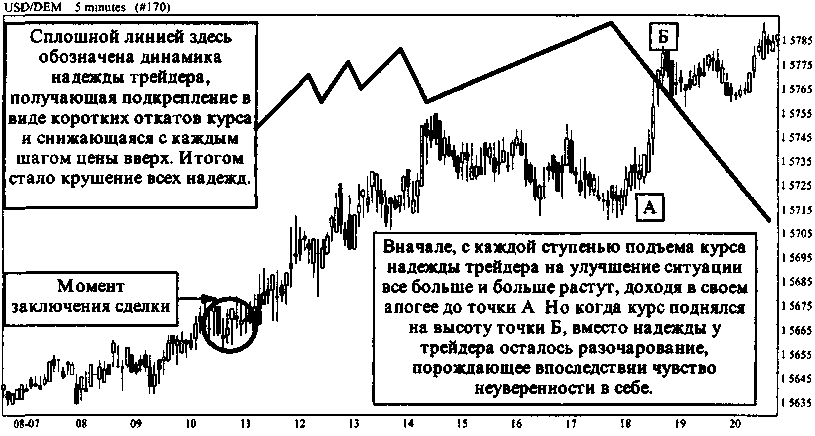 USD/DEM 5 minutes (#170)
Сплошной линией здесь
обозначена динамика
надежды трейдера,
получающая подкрепление в
виде коротких откатов курса
и снижающаяся с каждым
шагом цены вверх. Итогом
стало крушение всех надежд.
Б
А
Момент
заключения сделки
Вначале, с каждой ступенью подъема курса
надежды трейдера на улучшение ситуации
все больше и больше растут, доходя в своем
апогее до точки А Но когда курс поднялся
на высоту точки Б, вместо надежды у
трейдера осталось разочарование,
порождающее впоследствии чувство
неуверенности в себе.
1 5785
1 5775
1 5765
1 5755
1 5745
1 5735
1 5725
1 5715
1 5705
1 5695
1 5685
1 5675
1 5665
1 5655
1 5645
1 5635
08-07 08 09 10 11 12 13 14 15 16 17 18 19 20